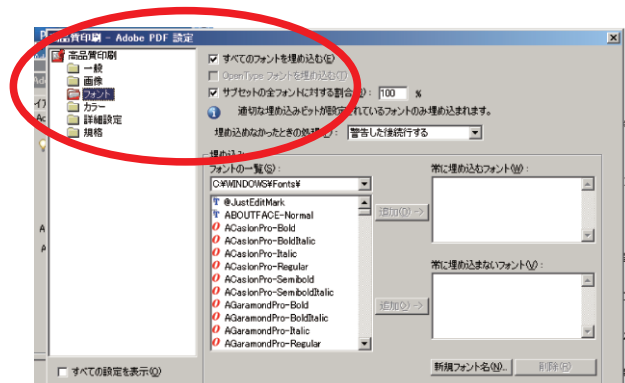 高品質印刷 - Adobe PDF 設定
高品質印刷
一般
画像
フォント
カラー
詳細設定
規格
すべての設定を表示(O)
すべてのフォントを埋め込む(E)
OpenType フォントを埋め込む(T)
サブセットの全フォントに対する割合 : 100 %
適切な埋め込みビットが設定されているフォントのみ埋め込まれます。
埋め込めなかったときの処理 : 警告した後続行する
埋め込み
フォントの一覧(S) :
C:¥WINDOWS¥Fonts¥
@JustEditMark
ABOUTFACE-Normal
ACaslonPro-Bold
ACaslonPro-BoldItalic
ACaslonPro-Italic
ACaslonPro-Regular
ACaslonPro-Semibold
ACaslonPro-SemiboldItalic
AGaramondPro-Bold
AGaramondPro-BoldItalic
AGaramondPro-Italic
AGaramondPro-Regular
追加(D) ->
追加(Q) ->
常に埋め込むフォント(W) :
常に埋め込まないフォント(V) :
新規フォント名(N)...
削除(R)